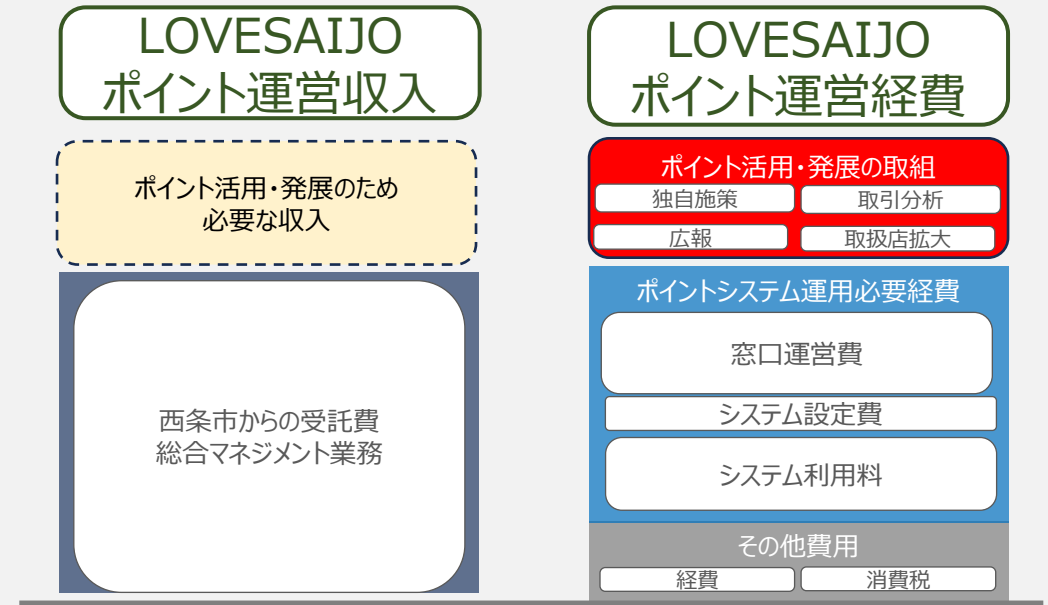 LOVESAIJO
ポイント運営収入
ポイント活用・発展のため
必要な収入
西条市からの受託費
総合マネジメント業務
LOVESAIJO
ポイント運営経費
ポイント活用・発展の取組
独自施策
取引分析
広報
取扱店拡大
ポイントシステム運用必要経費
窓口運営費
システム設定費
システム利用料
その他費用
経費
消費税